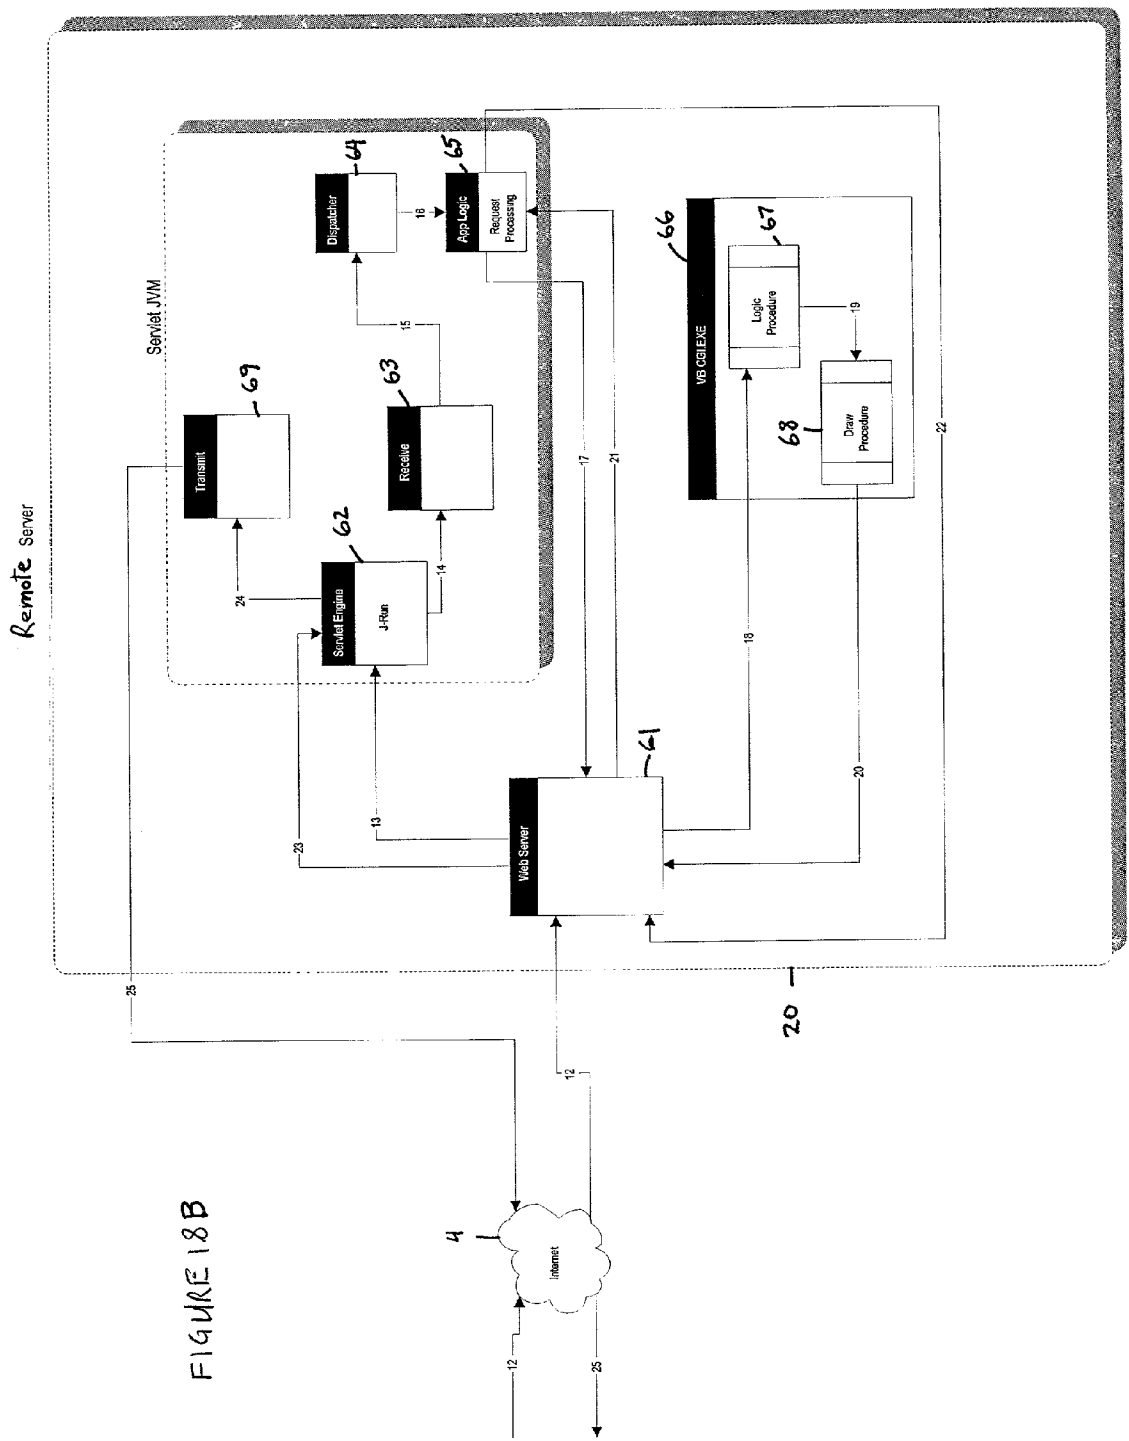 Remote Server
Servlet JVM
Transmit
69
Dispatcher
64
App Logic
65
Request
Processing
Receive
63
Servlet Engine
62
J-Run
Web Server
61
VB CGI.EXE
66
Logic
Procedure
67
Draw
Procedure
68
Internet
4
20
12
12
13
14
15
16
17
18
19
20
21
22
23
24
25
25
FIGURE 18B